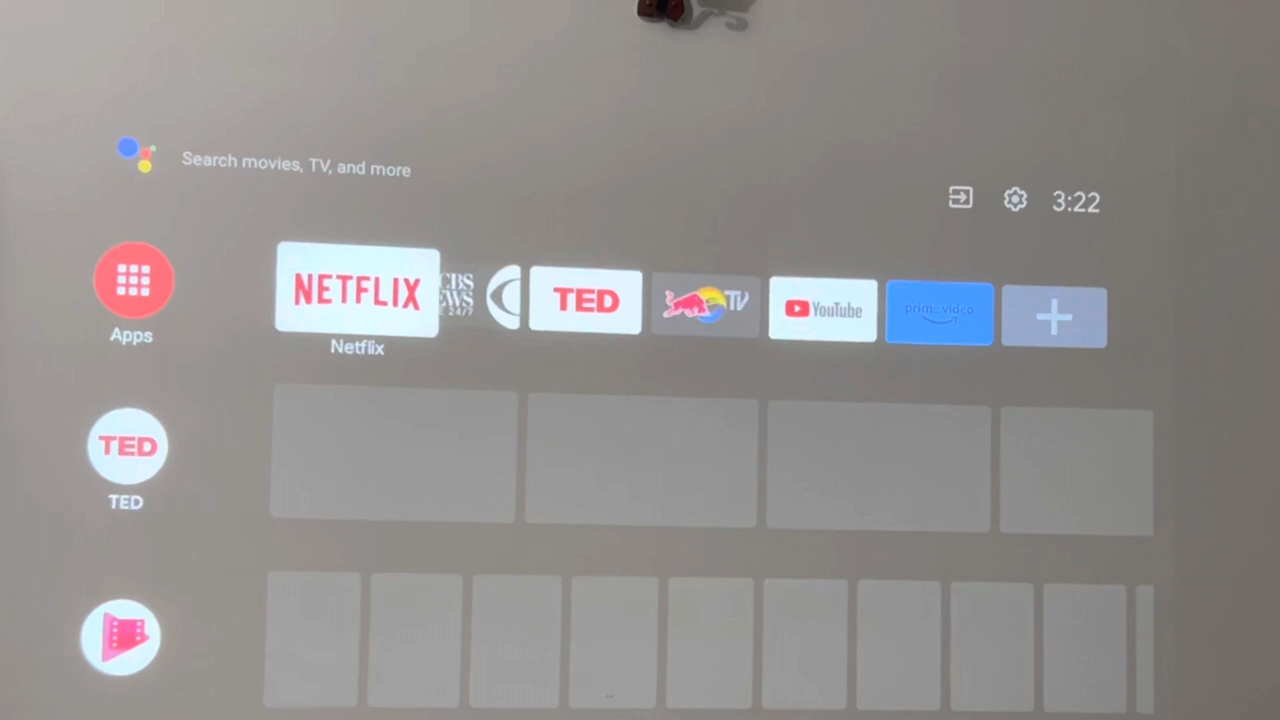 Search movies, TV, and more
3:22
NETFLIX
CBS
NEWS
24/7
TED
TV
YouTube
prime video
Apps
Netflix
TED
TED